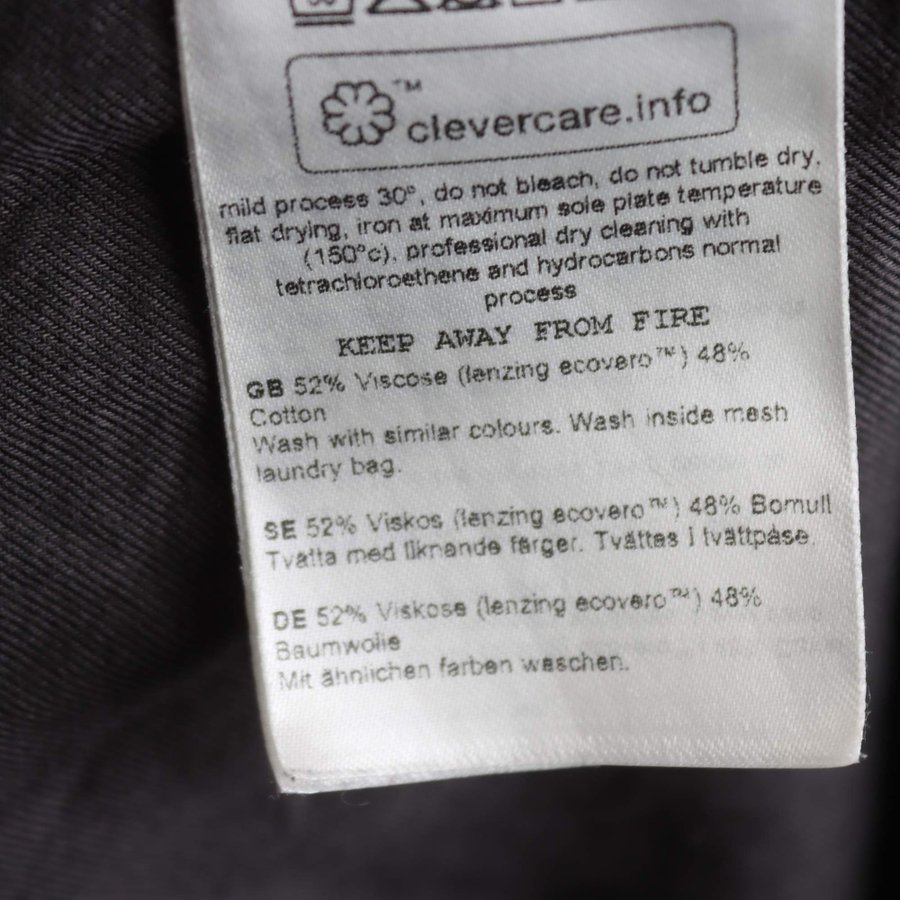 ™ clevercare.info
mild process 30°, do not bleach, do not tumble dry,
flat drying, iron at maximum sole plate temperature
(150°c), professional dry cleaning with
tetrachloroethene and hydrocarbons normal
process
KEEP AWAY FROM FIRE
GB 52% Viscose (lenzing ecovero™) 48%
Cotton
Wash with similar colours. Wash inside mesh
laundry bag.
SE 52% Viskos (lenzing ecovero™) 48% Bomull
Tvätta med liknande färger. Tvättas i tvättpåse.
DE 52% Viskose (lenzing ecovero™) 48%
Baumwolle
Mit ähnlichen farben waschen.